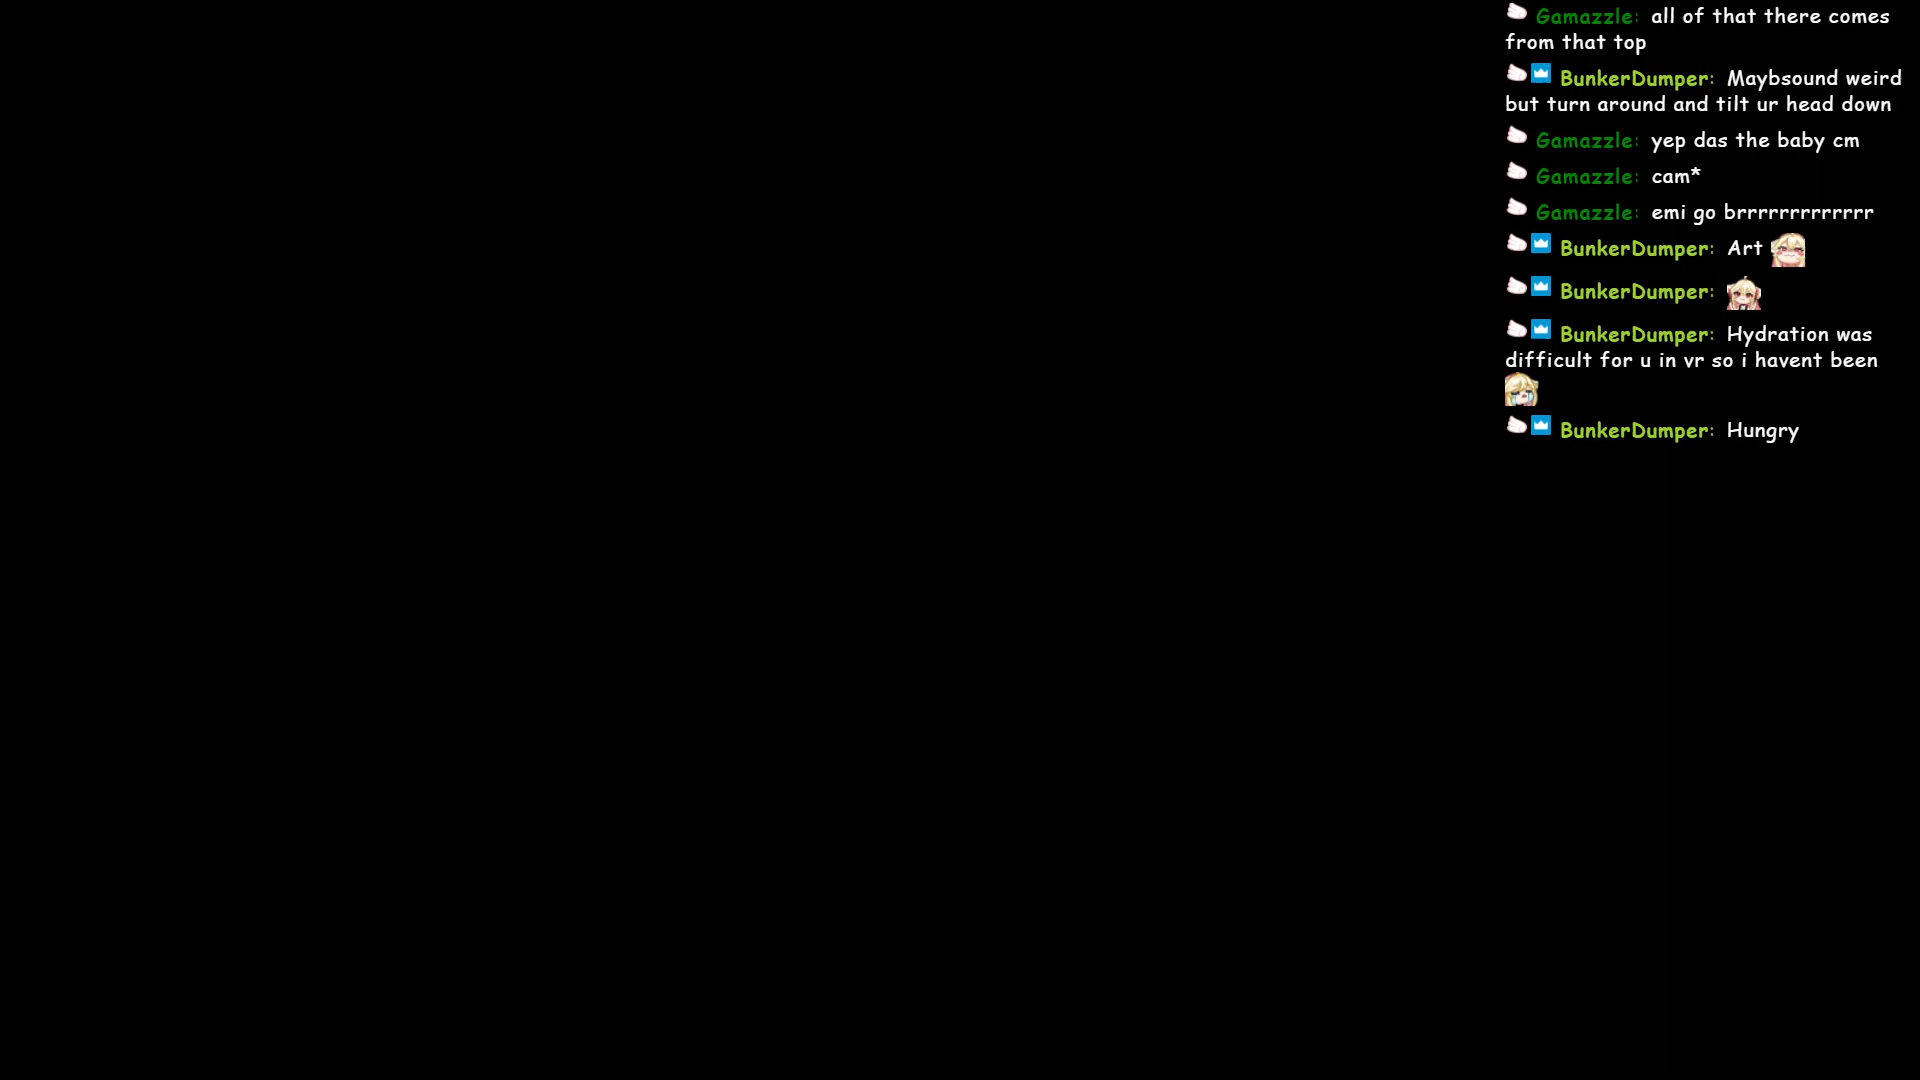 Gamazzle: all of that there comes
from that top
BunkerDumper: Maybsound weird
but turn around and tilt ur head down
Gamazzle: yep das the baby cm
Gamazzle: cam*
Gamazzle: emi go brrrrrrrrrrrrr
BunkerDumper: Art
BunkerDumper:
BunkerDumper: Hydration was
difficult for u in vr so i havent been
BunkerDumper: Hungry